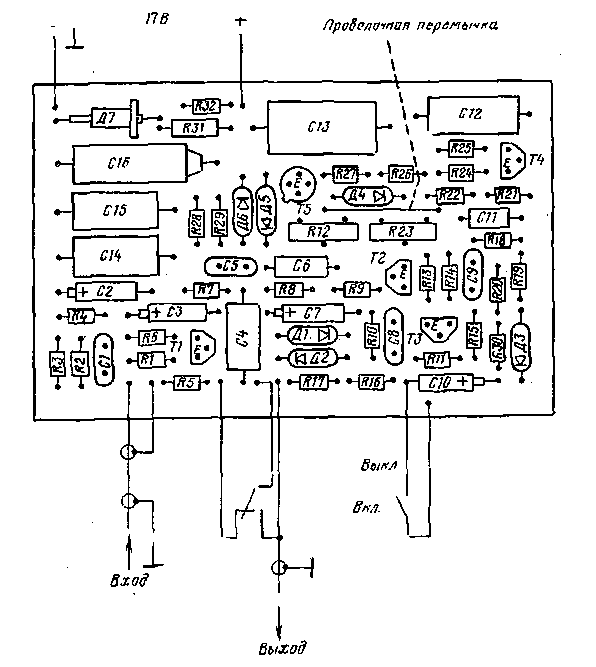 17В +
Проволочная перемычка
Д7 R32 C12
R31 C13
R25
C16 R24 T4
E
R27 R26
E
C15 R28 R29 Д6 Д5 T5 Д4 R22 R21
C11
R12 R23 R18
C14
C5 C6 T2 E R13 R14 C9 R20 R19
+ C2 R7 R8 R9
R4 + C3 + C7 T3 E
R6 T1 E C4 Д1 R10 C8 R15 R30 Д3
R3 R2 C1 R1 Д2 R11
R5 R17 R16 C10 +
Выкл
Вкл.
Вход
Выход